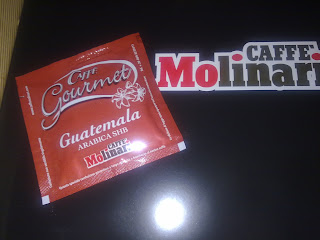 Caffè
Gourmet
Guatemala
ARABICA SHB
CAFFÈ
Molinari
CAFFÈ
Molinari